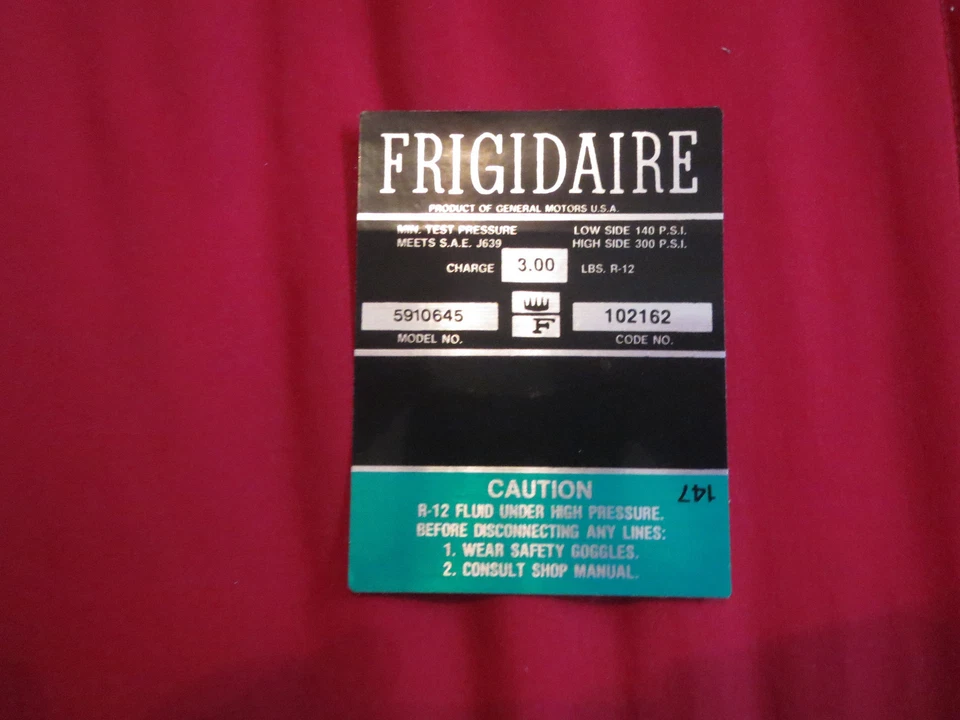 FRIGIDAIRE
PRODUCT OF GENERAL MOTORS U.S.A.
MIN. TEST PRESSURE LOW SIDE 140 P.S.I.
MEETS S.A.E. J639 HIGH SIDE 300 P.S.I.
CHARGE 3.00 LBS. R-12
5910645 F 102162
MODEL NO. CODE NO.
CAUTION 147
R-12 FLUID UNDER HIGH PRESSURE.
BEFORE DISCONNECTING ANY LINES:
1. WEAR SAFETY GOGGLES.
2. CONSULT SHOP MANUAL.